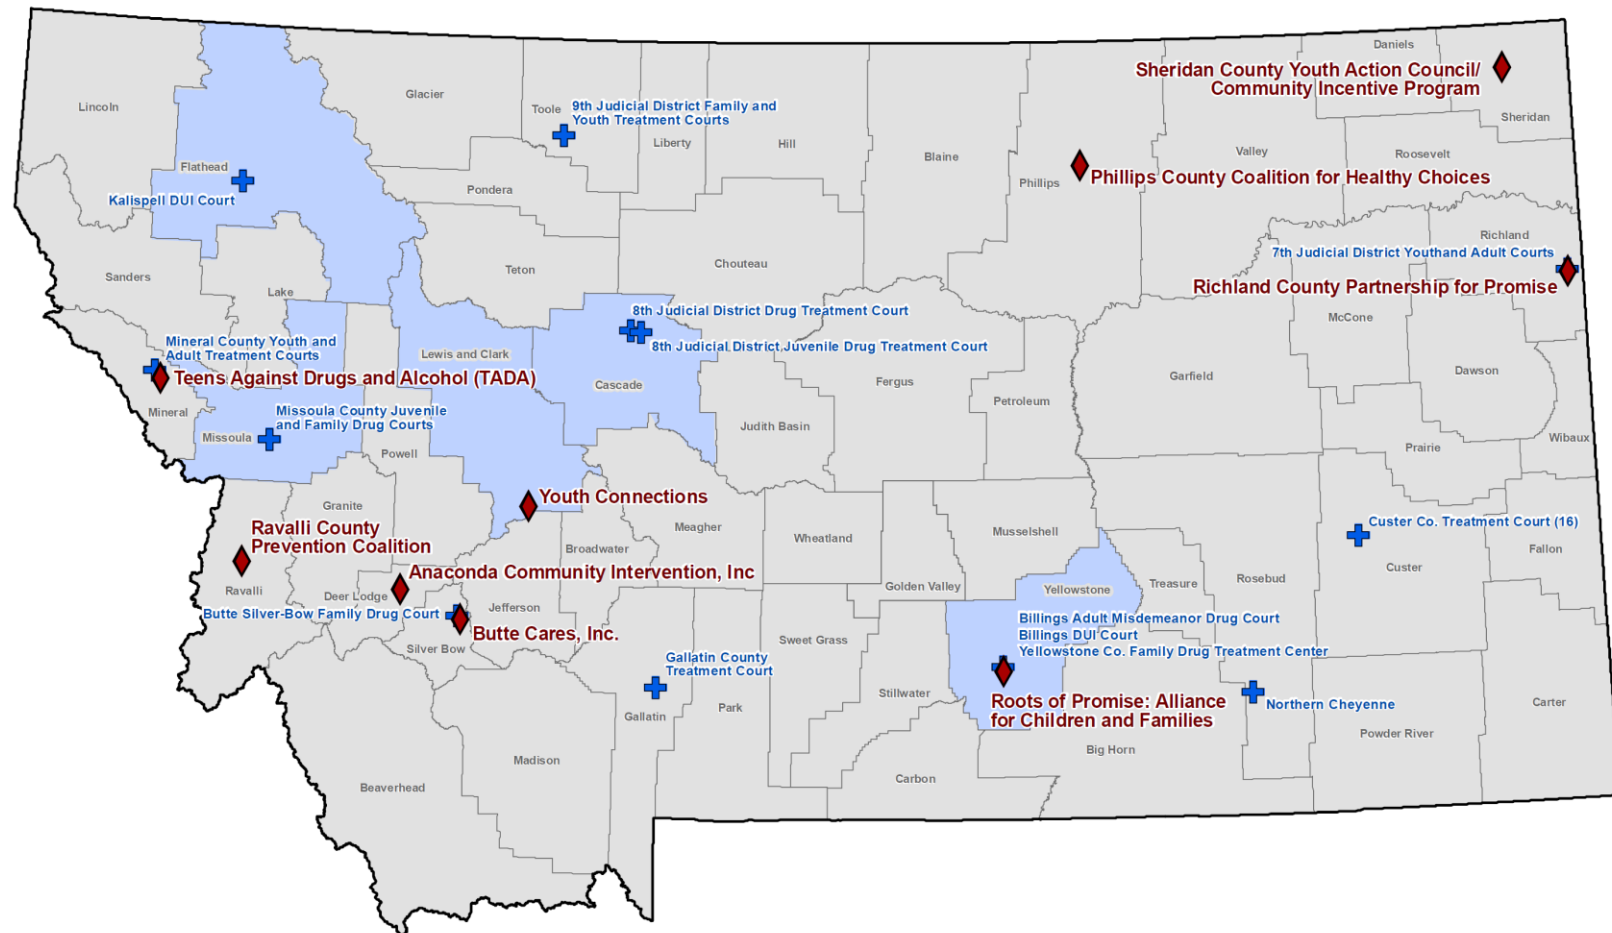 Daniels
Sheridan County Youth Action Council/
Community Incentive Program
Sheridan
Lincoln
Glacier
Toole
9th Judicial District Family and
Youth Treatment Courts
Liberty
Hill
Blaine
Valley
Roosevelt
Phillips
Phillips County Coalition for Healthy Choices
Flathead
Kalispell DUI Court
Pondera
Richland
7th Judicial District Youthand Adult Courts
Richland County Partnership for Promise
Sanders
Lake
Teton
Chouteau
McCone
8th Judicial District Drug Treatment Court
8th Judicial District Juvenile Drug Treatment Court
Mineral County Youth and
Adult Treatment Courts
Teens Against Drugs and Alcohol (TADA)
Lewis and Clark
Cascade
Fergus
Garfield
Dawson
Petroleum
Mineral
Missoula County Juvenile
and Family Drug Courts
Missoula
Judith Basin
Wibaux
Prairie
Powell
Youth Connections
Granite
Meagher
Ravalli County
Prevention Coalition
Ravalli
Broadwater
Wheatland
Musselshell
Custer Co. Treatment Court (16)
Fallon
Custer
Anaconda Community Intervention, Inc
Deer Lodge
Golden Valley
Yellowstone
Treasure
Rosebud
Butte Silver-Bow Family Drug Court
Jefferson
Butte Cares, Inc.
Silver Bow
Sweet Grass
Billings Adult Misdemeanor Drug Court
Billings DUI Court
Yellowstone Co. Family Drug Treatment Center
Gallatin County
Treatment Court
Gallatin
Park
Stillwater
Roots of Promise: Alliance
for Children and Families
Northern Cheyenne
Carter
Powder River
Big Horn
Madison
Beaverhead
Carbon